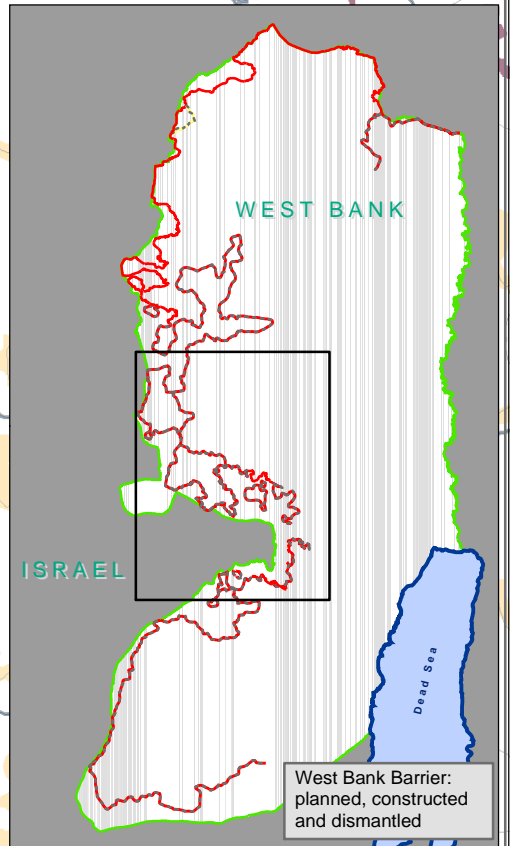 WEST BANK
ISRAEL
Dead Sea
West Bank Barrier:
planned, constructed
and dismantled